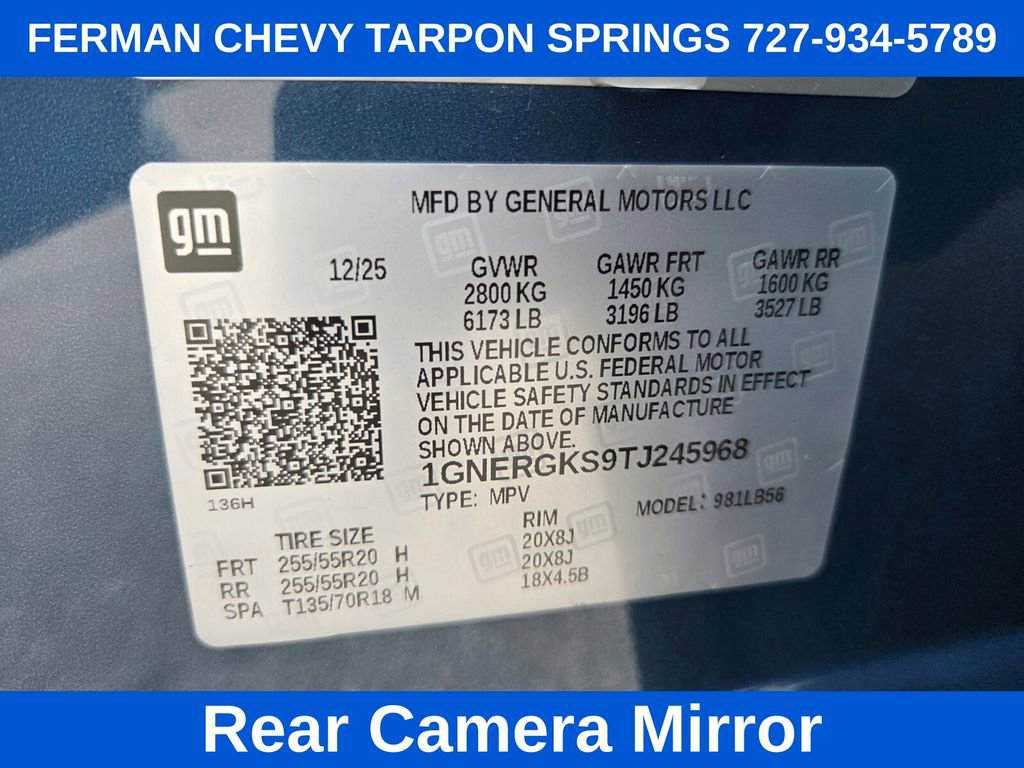 FERMAN CHEVY TARPON SPRINGS 727-934-5789
gm
MFD BY GENERAL MOTORS LLC
12/25
GVWR
2800 KG
6173 LB
GAWR FRT
1450 KG
3196 LB
GAWR RR
1600 KG
3527 LB
THIS VEHICLE CONFORMS TO ALL
APPLICABLE U.S. FEDERAL MOTOR
VEHICLE SAFETY STANDARDS IN EFFECT
ON THE DATE OF MANUFACTURE
SHOWN ABOVE.
1GNERGKS9TJ245968
TYPE: MPV MODEL: 981LB56
136H
TIRE SIZE RIM
FRT 255/55R20 H 20X8J
RR 255/55R20 H 20X8J
SPA T135/70R18 M 18X4.5B
Rear Camera Mirror